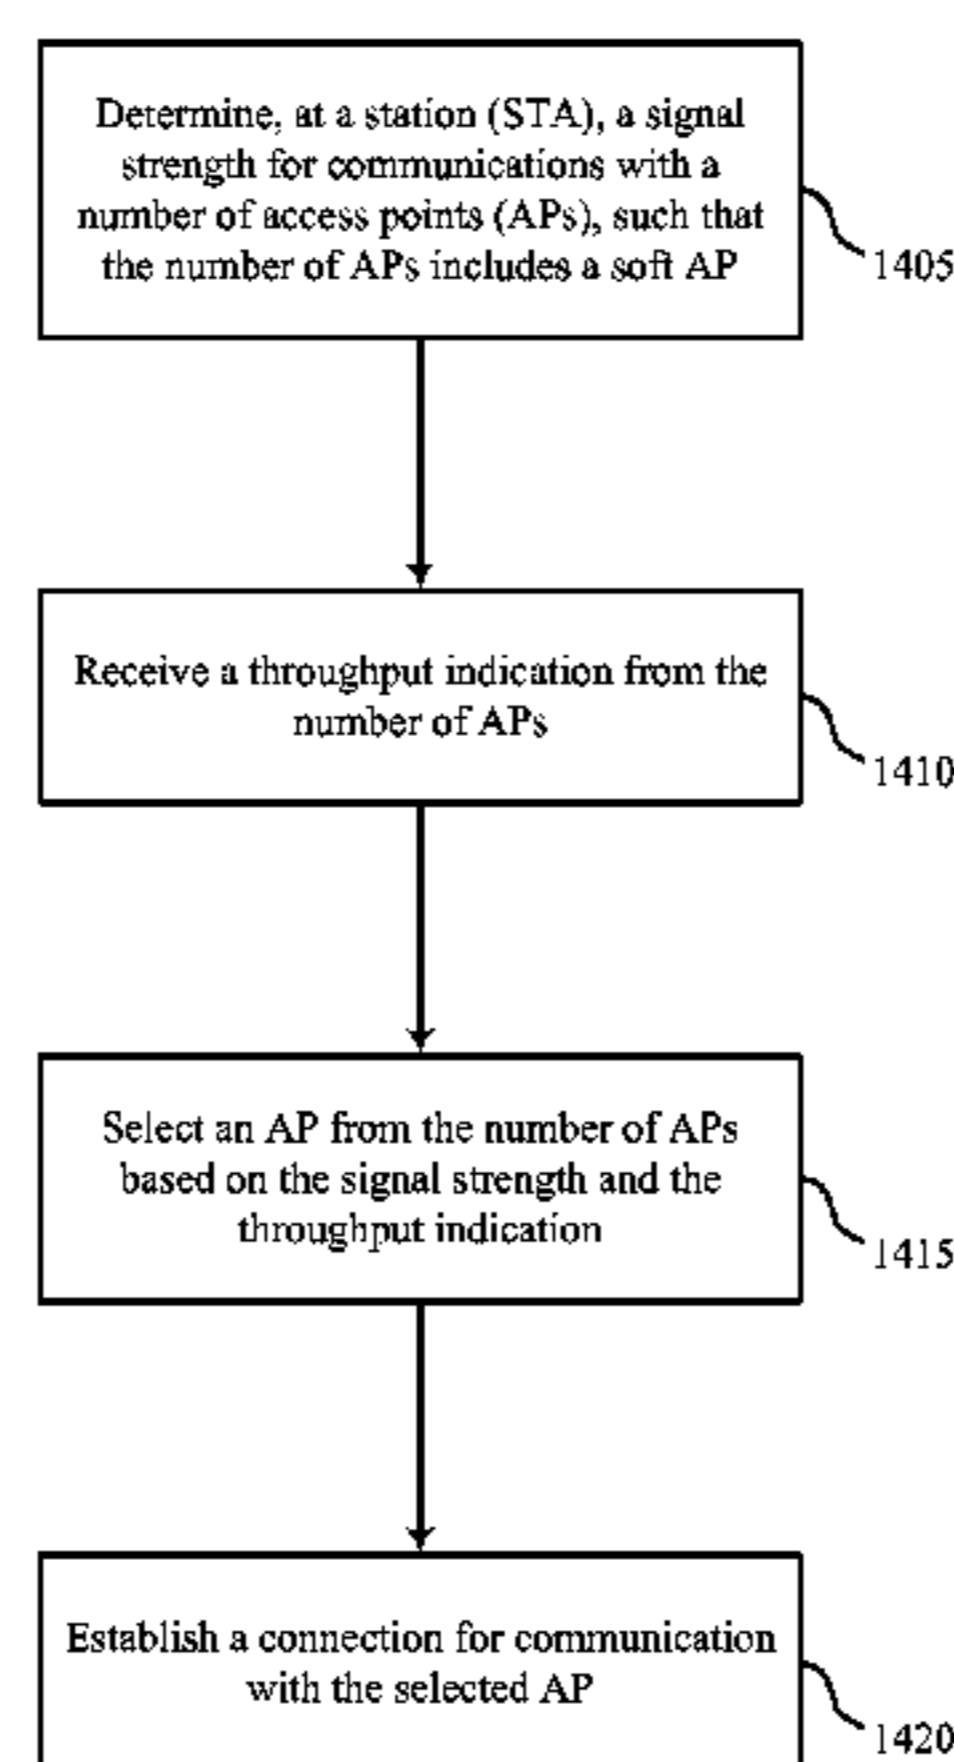 Determine, at a station (STA), a signal
strength for communications with a
number of access points (APs), such that
the number of APs includes a soft AP
1405
Receive a throughput indication from the
number of APs
1410
Select an AP from the number of APs
based on the signal strength and the
throughput indication
1415
Establish a connection for communication
with the selected AP
1420